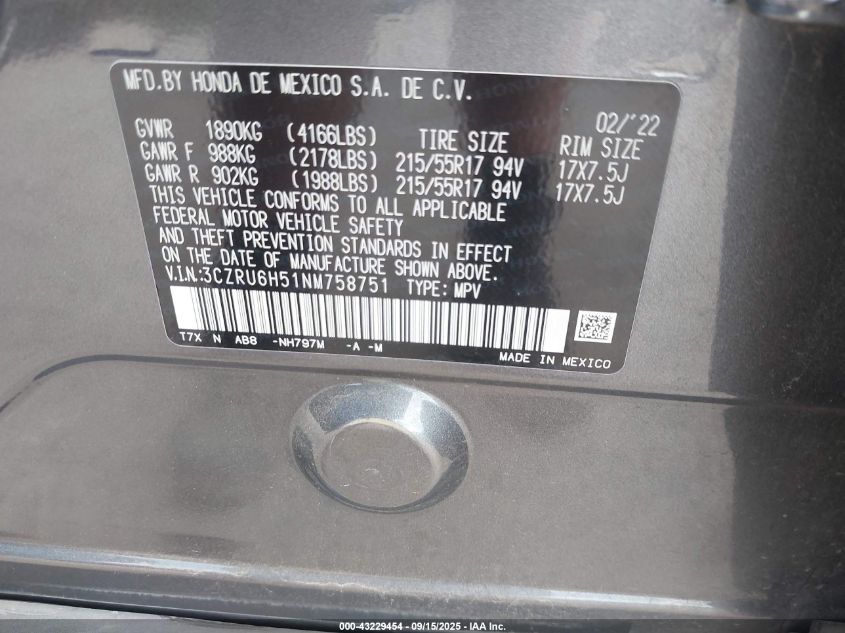 MFD.BY HONDA DE MEXICO S.A. DE C.V.
02/'22
GVWR 1890KG (4166LBS) TIRE SIZE RIM SIZE
GAWR F 988KG (2178LBS) 215/55R17 94V 17X7.5J
GAWR R 902KG (1988LBS) 215/55R17 94V 17X7.5J
THIS VEHICLE CONFORMS TO ALL APPLICABLE
FEDERAL MOTOR VEHICLE SAFETY
AND THEFT PREVENTION STANDARDS IN EFFECT
ON THE DATE OF MANUFACTURE SHOWN ABOVE.
V.I.N.:3CZRU6H51NM758751 TYPE: MPV
T7X N AB8 -NH797M -A -M
MADE IN MEXICO
000-43229454 - 09/15/2025 - IAA Inc.